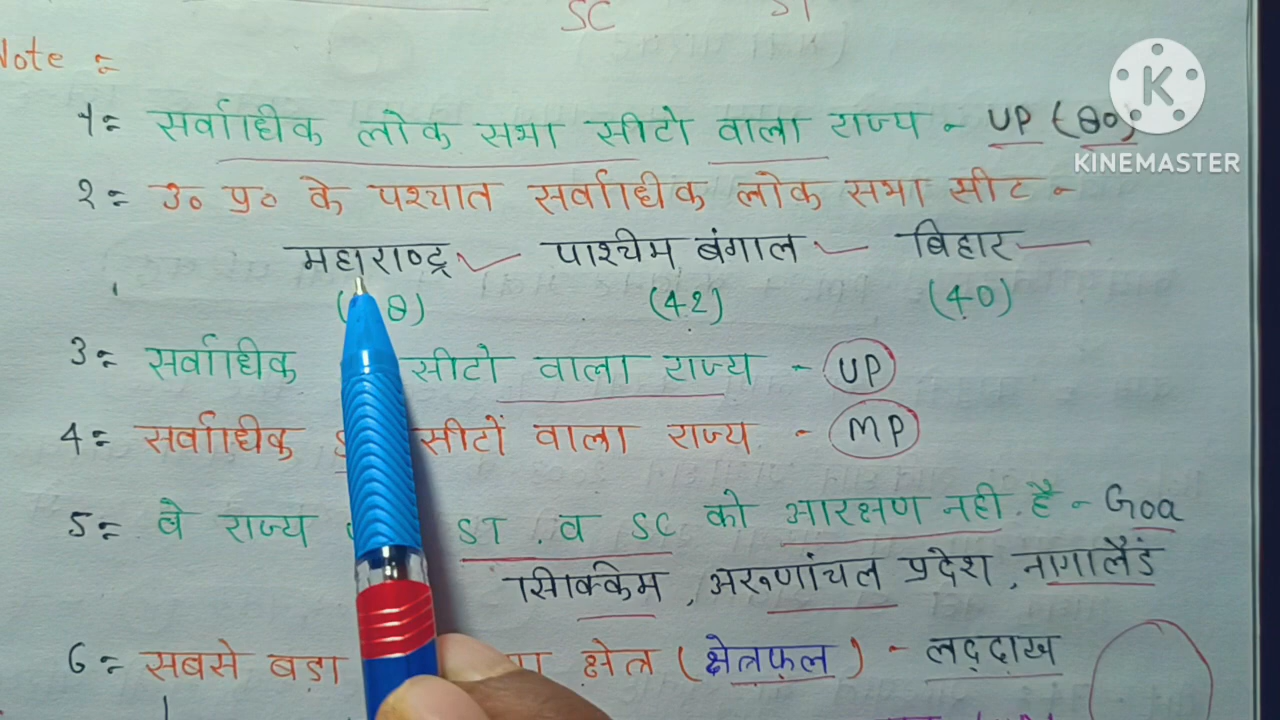 SC ST
Note :-
1= सर्वाधिक लोक सभा सीटो वाला राज्य - UP (80)
KINEMASTER
2= उ० प्र० के पश्चात सर्वाधिक लोक सभा सीट -
महाराष्ट्र पाश्चिम बंगाल बिहार
8) (42) (40)
3= सर्वाधिक सीटो वाला राज्य - UP
4= सर्वाधिक सीटों वाला राज्य - MP
5= वे राज्य ST व SC को आरक्षण नही है - Goa
सिक्किम, अरूणांचल प्रदेश, नागालैंड
6= सबसे बड़ा क्षेत्र (क्षेत्रफल) - लद्दाख